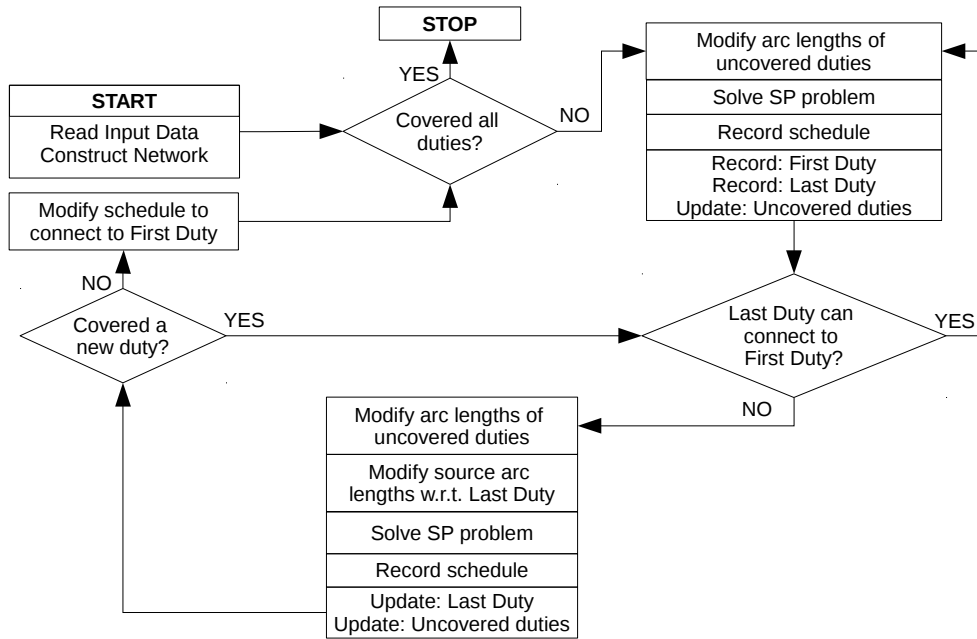 STOP
YES
START
Read Input Data
Construct Network
Covered all
duties?
NO
Modify arc lengths of
uncovered duties
Solve SP problem
Record schedule
Record: First Duty
Record: Last Duty
Update: Uncovered duties
Modify schedule to
connect to First Duty
NO
Covered a
new duty?
YES
Last Duty can
connect to
First Duty?
YES
NO
Modify arc lengths of
uncovered duties
Modify source arc
lengths w.r.t. Last Duty
Solve SP problem
Record schedule
Update: Last Duty
Update: Uncovered duties